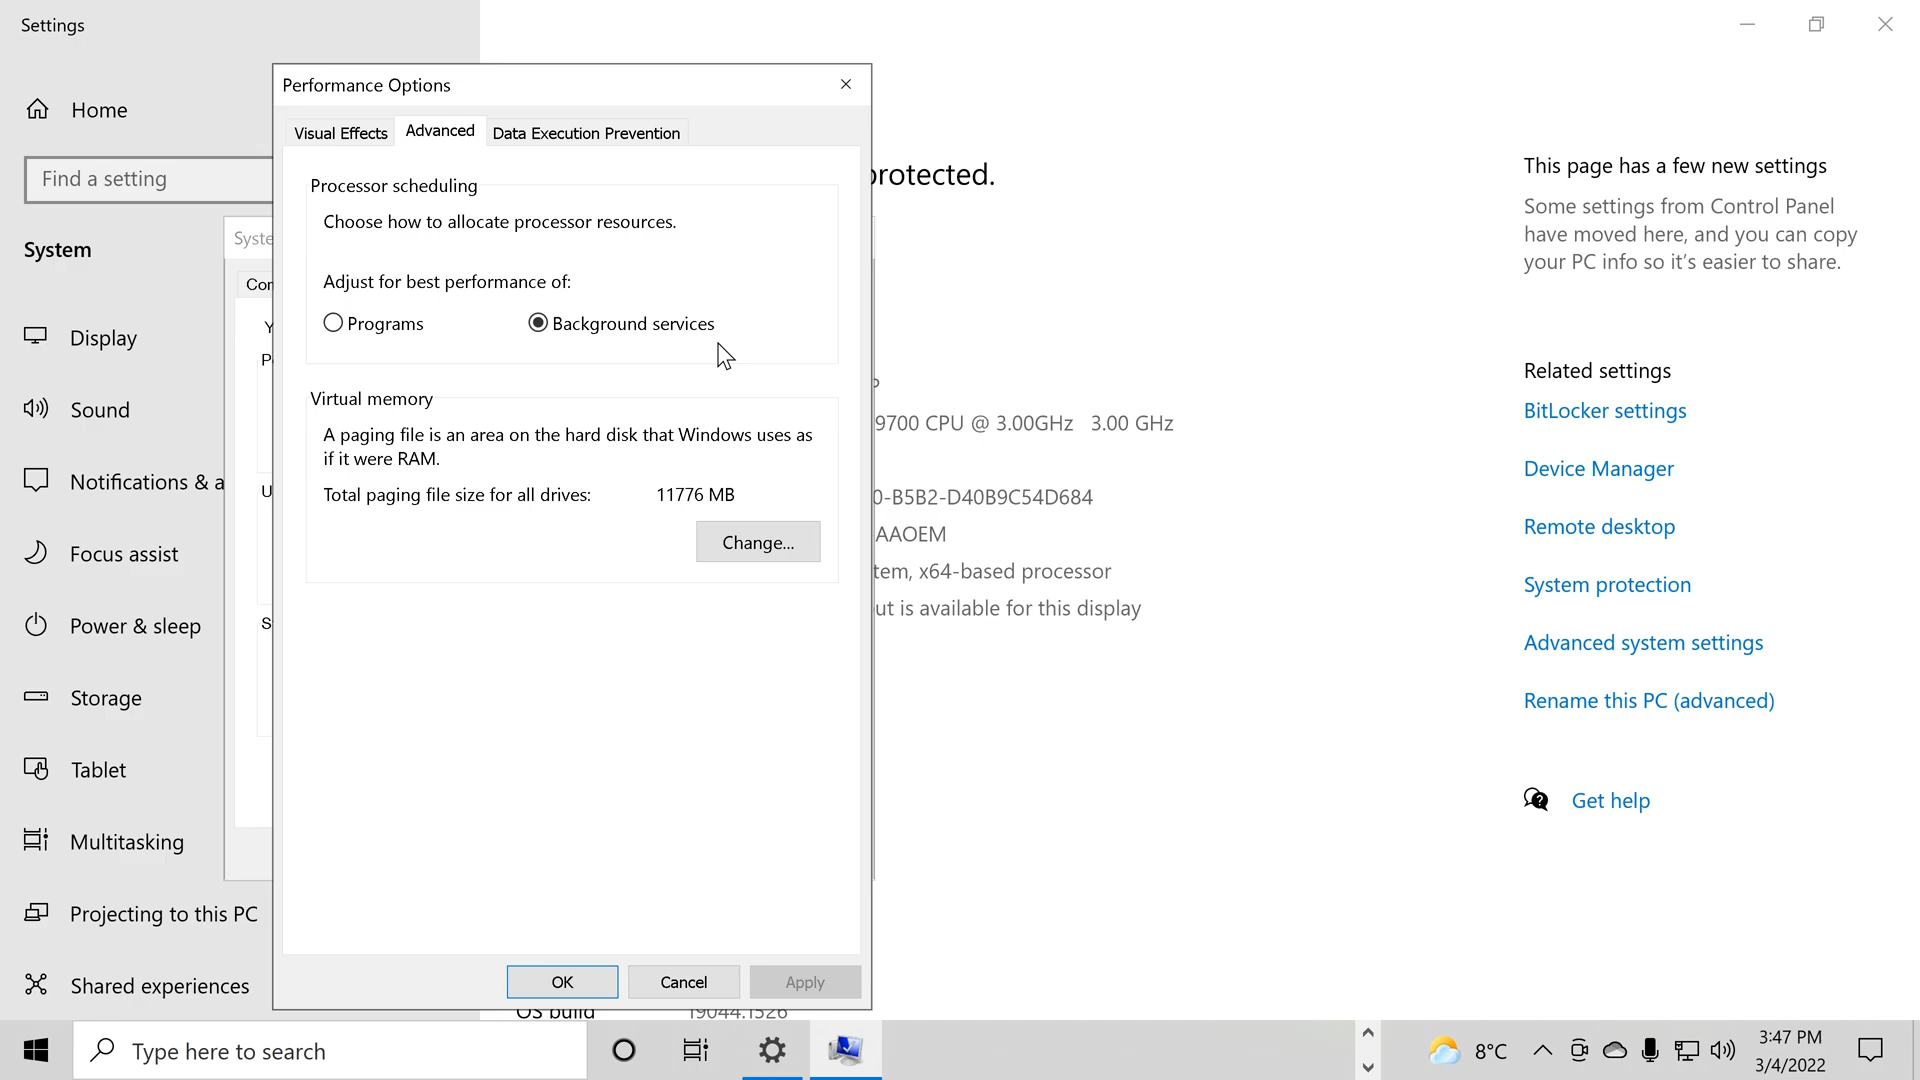 Settings
Home
Find a setting
System
Display
Sound
Notifications & a
Focus assist
Power & sleep
Storage
Tablet
Multitasking
Projecting to this PC
Shared experiences
Syste
Con
Y
P
U
S
Performance Options
Visual Effects
Advanced
Data Execution Prevention
Processor scheduling
Choose how to allocate processor resources.
Adjust for best performance of:
Programs
Background services
Virtual memory
A paging file is an area on the hard disk that Windows uses as
if it were RAM.
Total paging file size for all drives: 11776 MB
Change...
OK
Cancel
Apply
rotected.
9700 CPU @ 3.00GHz 3.00 GHz
0-B5B2-D40B9C54D684
AAOEM
tem, x64-based processor
ut is available for this display
OS build 19044.1526
This page has a few new settings
Some settings from Control Panel
have moved here, and you can copy
your PC info so it's easier to share.
Related settings
BitLocker settings
Device Manager
Remote desktop
System protection
Advanced system settings
Rename this PC (advanced)
Get help
Type here to search
8°C
3:47 PM
3/4/2022